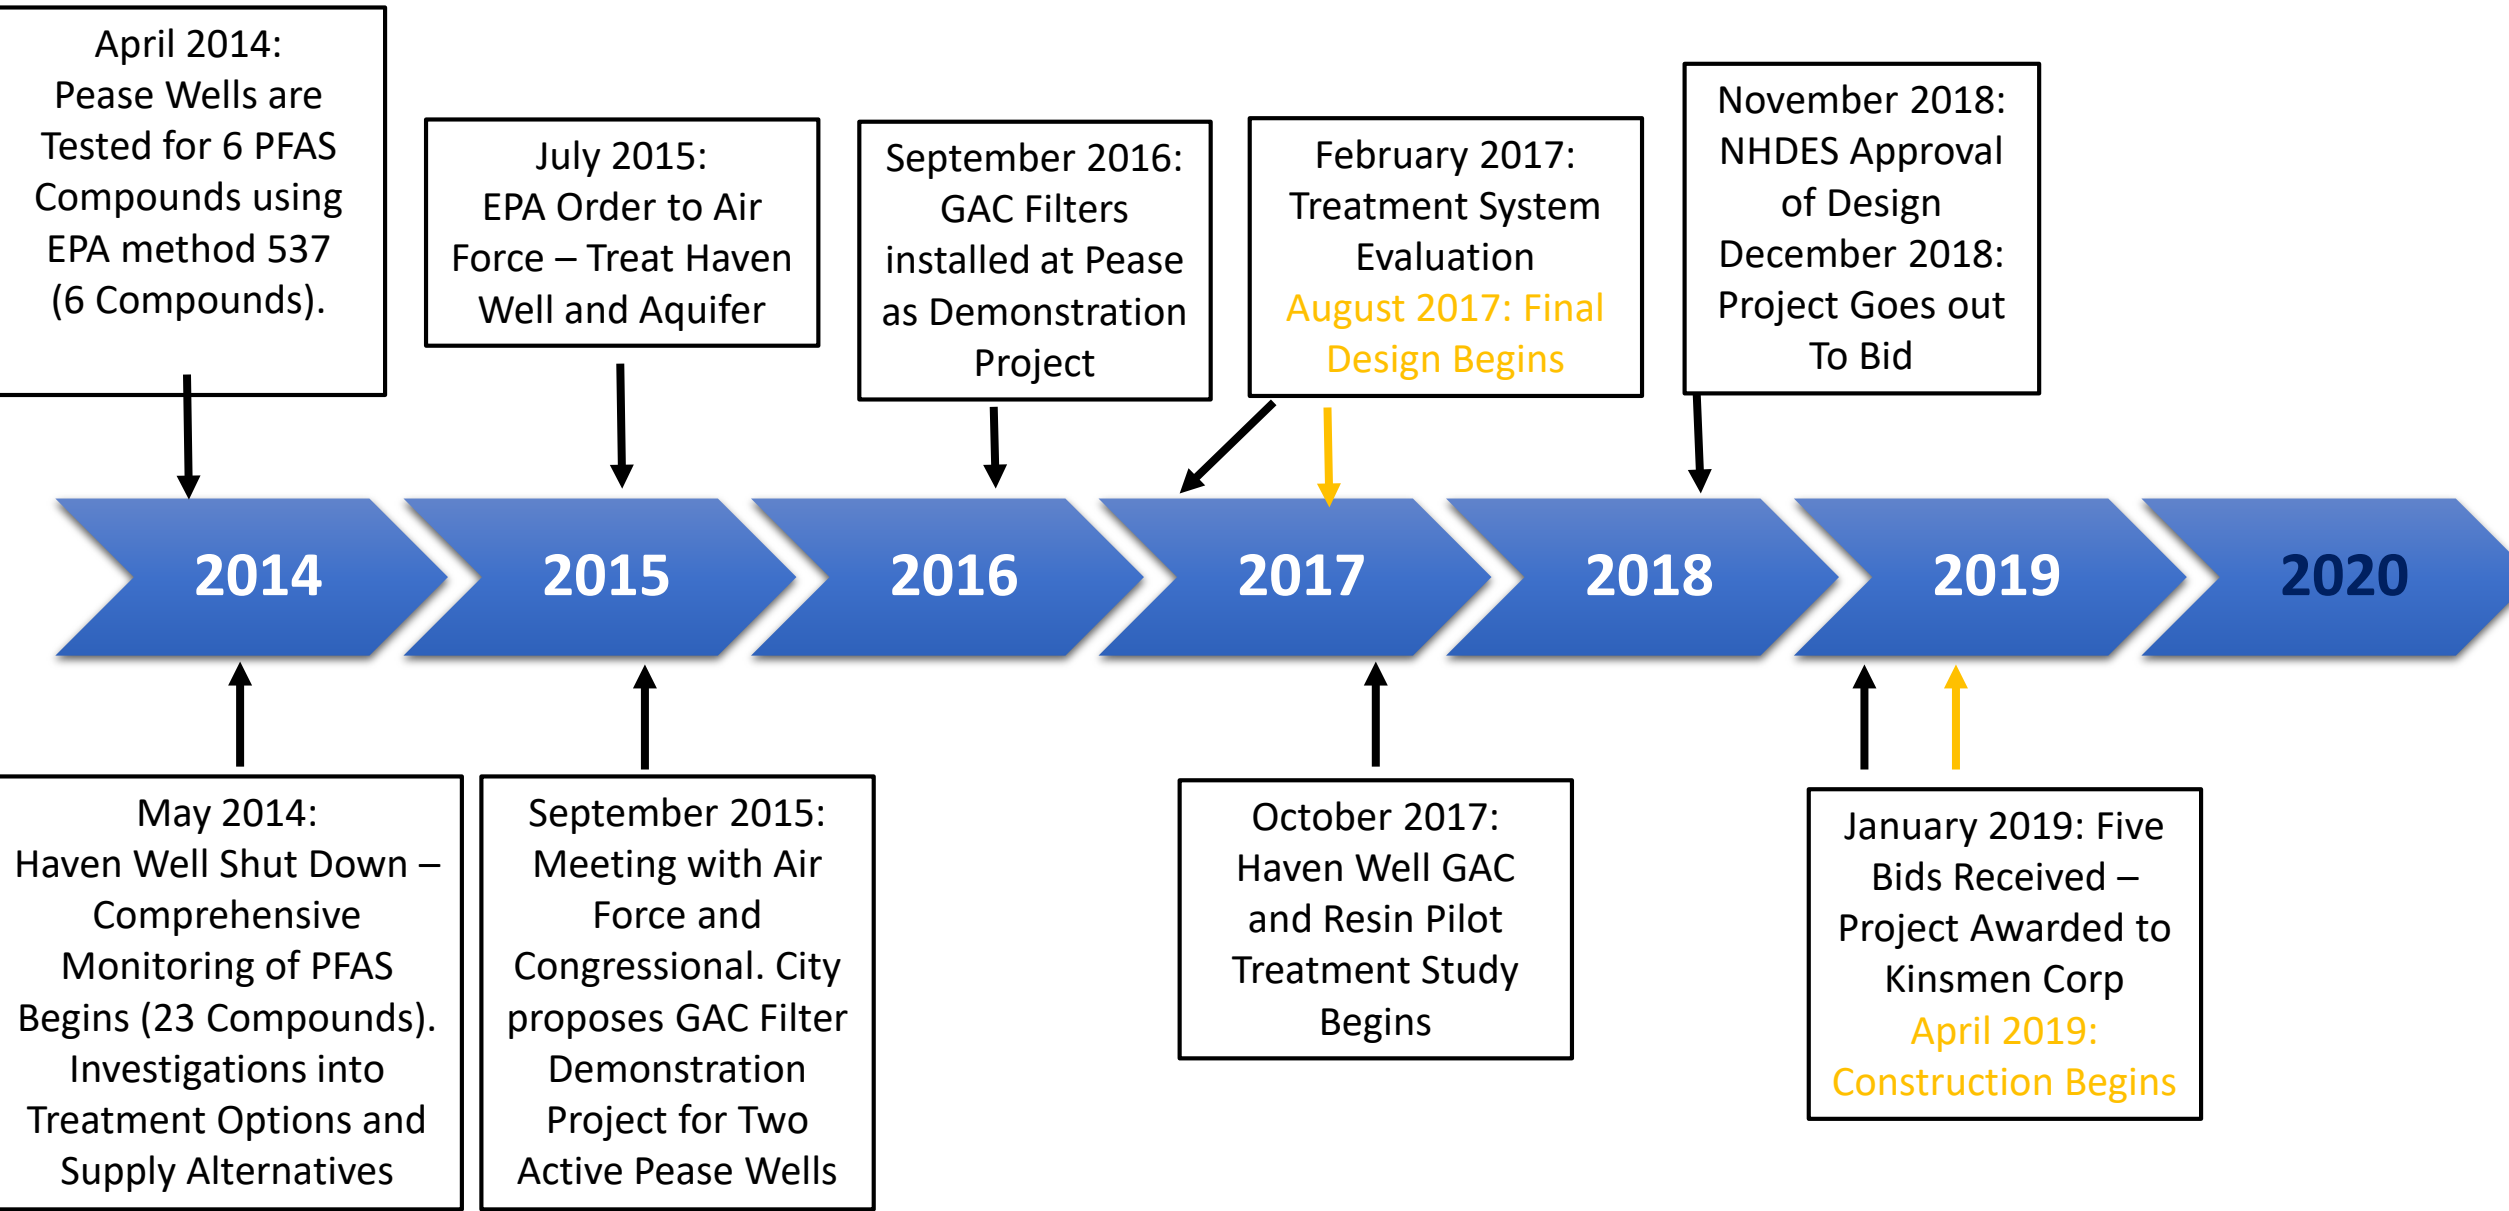 April 2014:
Pease Wells are
Tested for 6 PFAS
Compounds using
EPA method 537
(6 Compounds).
July 2015:
EPA Order to Air
Force – Treat Haven
Well and Aquifer
September 2016:
GAC Filters
installed at Pease
as Demonstration
Project
February 2017:
Treatment System
Evaluation
August 2017: Final
Design Begins
November 2018:
NHDES Approval
of Design
December 2018:
Project Goes out
To Bid
2014
2015
2016
2017
2018
2019
2020
May 2014:
Haven Well Shut Down –
Comprehensive
Monitoring of PFAS
Begins (23 Compounds).
Investigations into
Treatment Options and
Supply Alternatives
September 2015:
Meeting with Air
Force and
Congressional. City
proposes GAC Filter
Demonstration
Project for Two
Active Pease Wells
October 2017:
Haven Well GAC
and Resin Pilot
Treatment Study
Begins
January 2019: Five
Bids Received –
Project Awarded to
Kinsmen Corp
April 2019:
Construction Begins